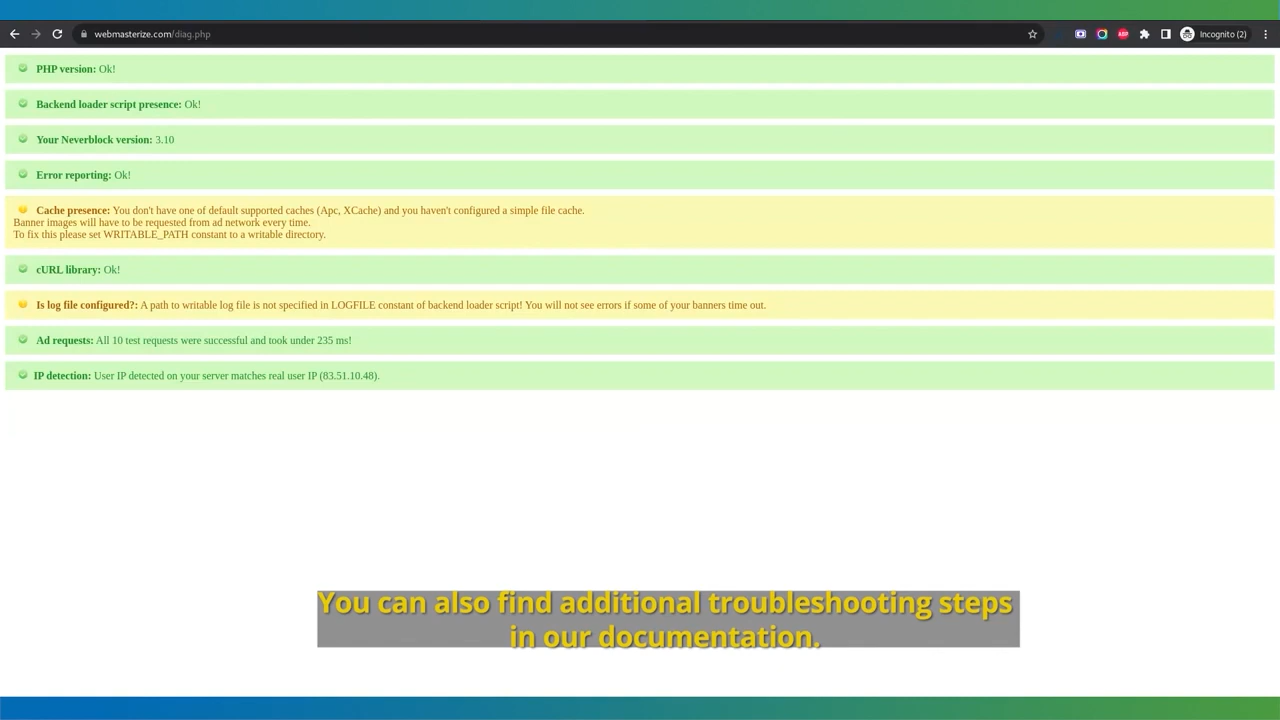 webmasterize.com/diag.php
ABP
Incognito (2)
PHP version: Ok!
Backend loader script presence: Ok!
Your Neverblock version: 3.10
Error reporting: Ok!
Cache presence: You don't have one of default supported caches (Apc, XCache) and you haven't configured a simple file cache.
Banner images will have to be requested from ad network every time.
To fix this please set WRITABLE_PATH constant to a writable directory.
cURL library: Ok!
Is log file configured?: A path to writable log file is not specified in LOGFILE constant of backend loader script! You will not see errors if some of your banners time out.
Ad requests: All 10 test requests were successful and took under 235 ms!
IP detection: User IP detected on your server matches real user IP (83.51.10.48).
You can also find additional troubleshooting steps
in our documentation.